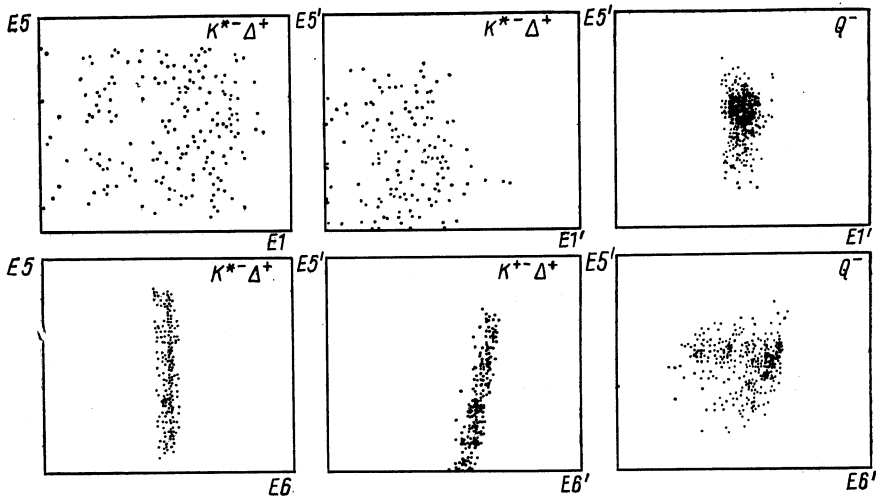 E5 K*⁻Δ⁺
E1
E5' K*⁻Δ⁺
E1'
E5' Q⁻
E1'
E5 K*⁻Δ⁺
E6
E5' K⁺⁻Δ⁺
E6'
E5' Q⁻
E6'